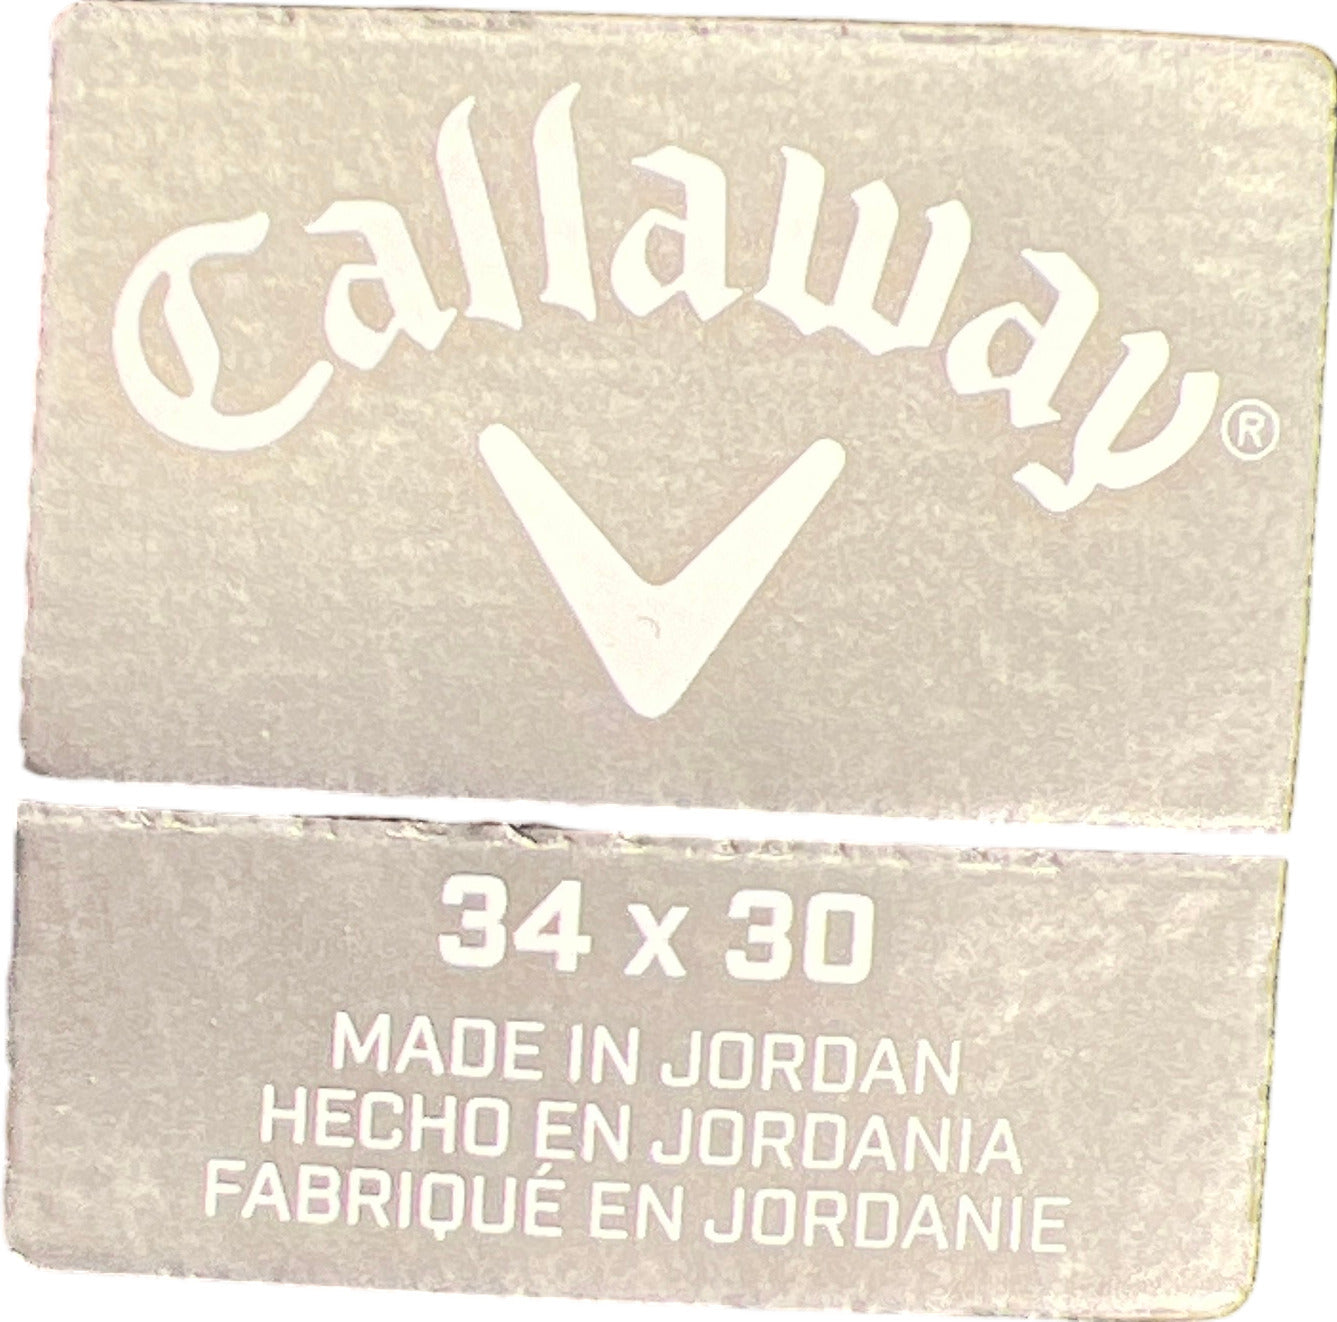 Callaway®
34 x 30
MADE IN JORDAN
HECHO EN JORDANIA
FABRIQUÉ EN JORDANIE